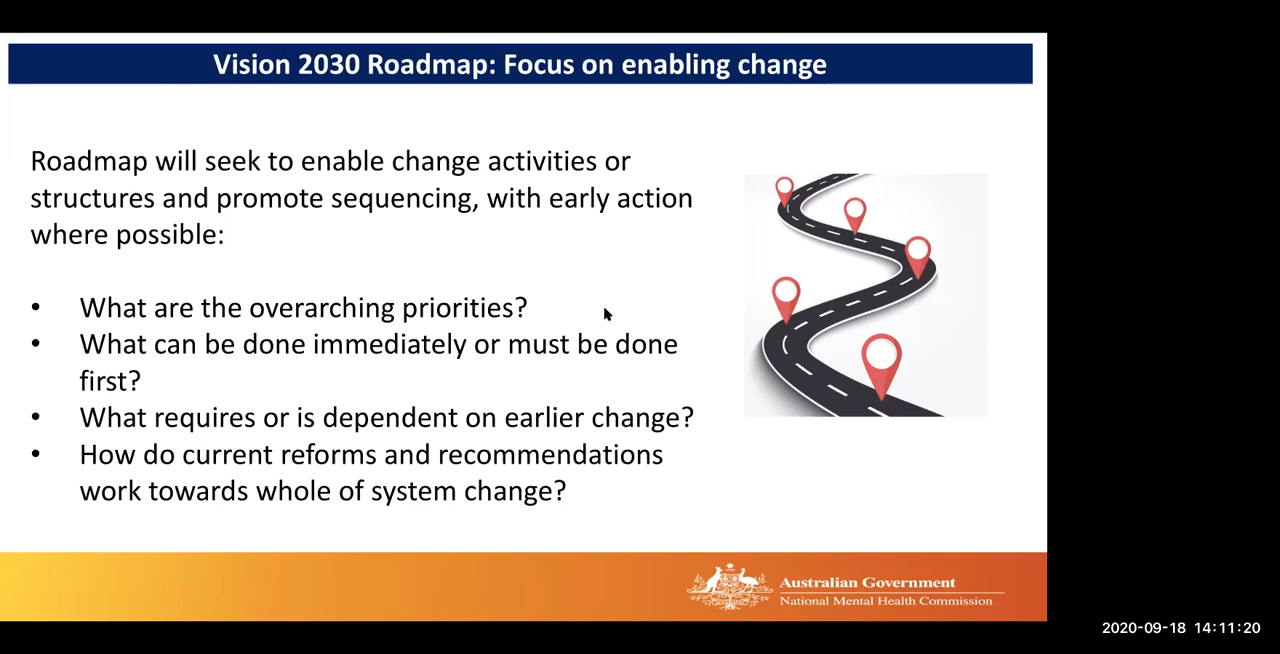 Vision 2030 Roadmap: Focus on enabling change
Roadmap will seek to enable change activities or
structures and promote sequencing, with early action
where possible:
• What are the overarching priorities?
• What can be done immediately or must be done
first?
• What requires or is dependent on earlier change?
• How do current reforms and recommendations
work towards whole of system change?
Australian Government
National Mental Health Commission
2020-09-18 14:11:20